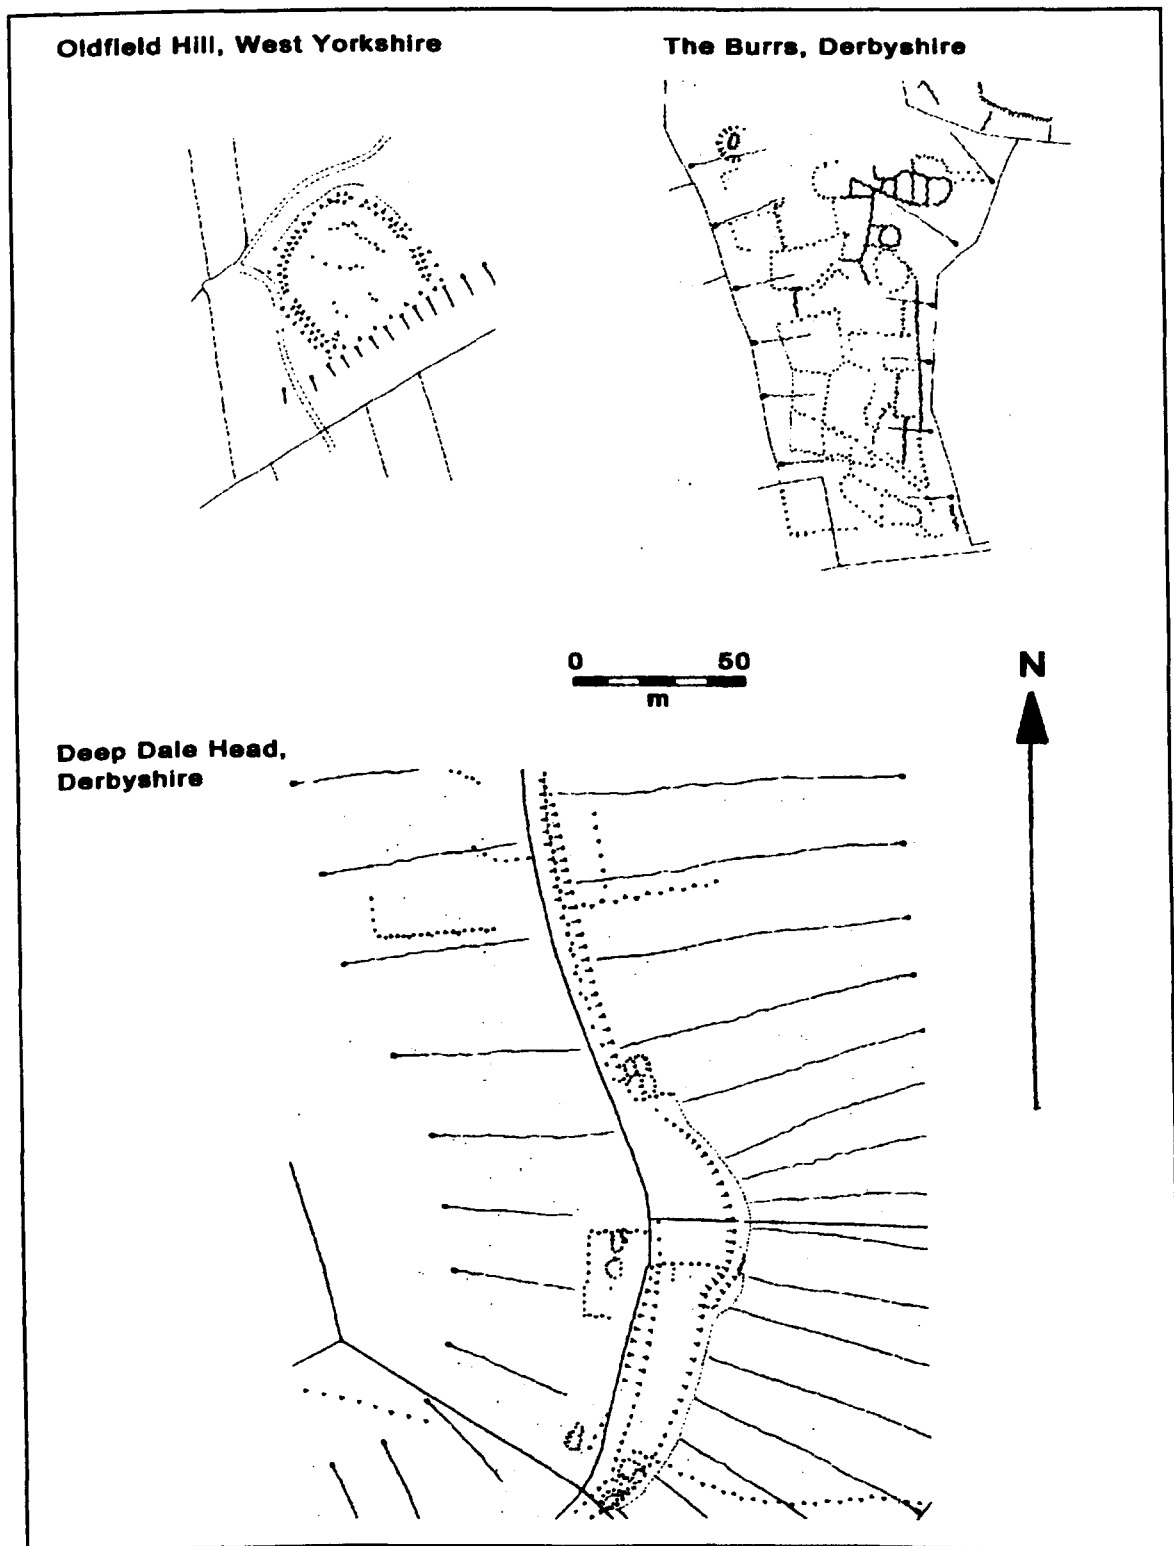 Oldfield Hill, West Yorkshire
The Burrs, Derbyshire
0 50
m
N
Deep Dale Head,
Derbyshire